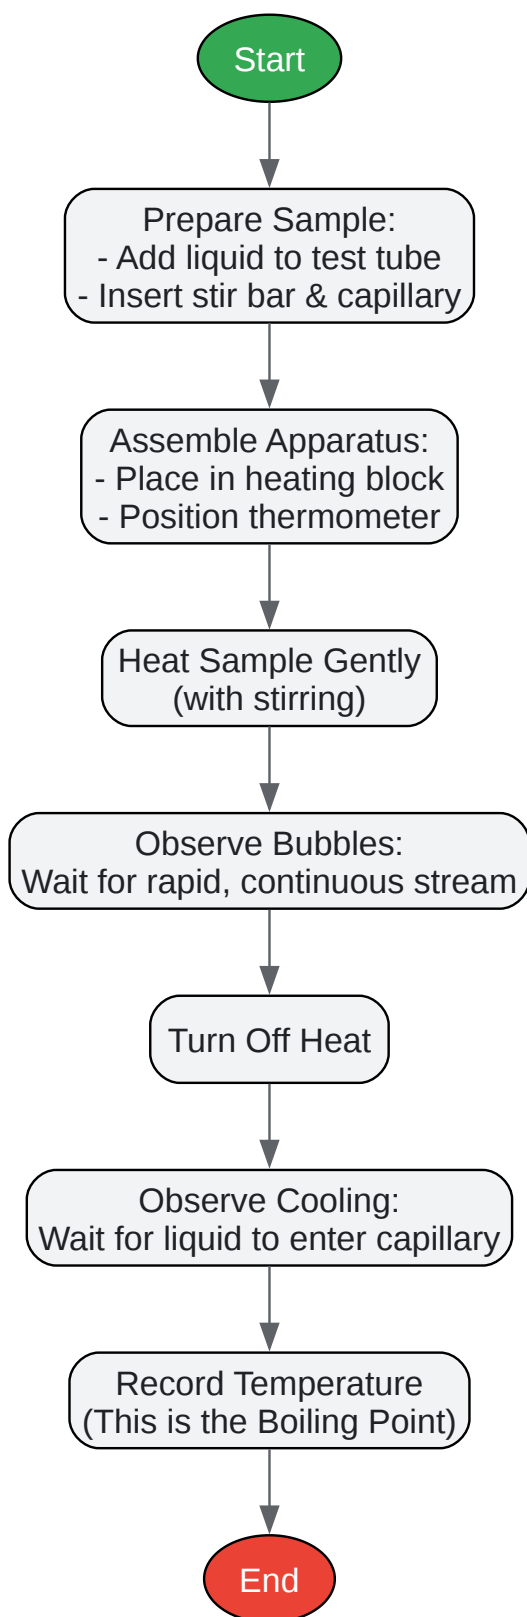 Start
Prepare Sample:
- Add liquid to test tube
- Insert stir bar & capillary
Assemble Apparatus:
- Place in heating block
- Position thermometer
Heat Sample Gently
(with stirring)
Observe Bubbles:
Wait for rapid, continuous stream
Turn Off Heat
Observe Cooling:
Wait for liquid to enter capillary
Record Temperature
(This is the Boiling Point)
End